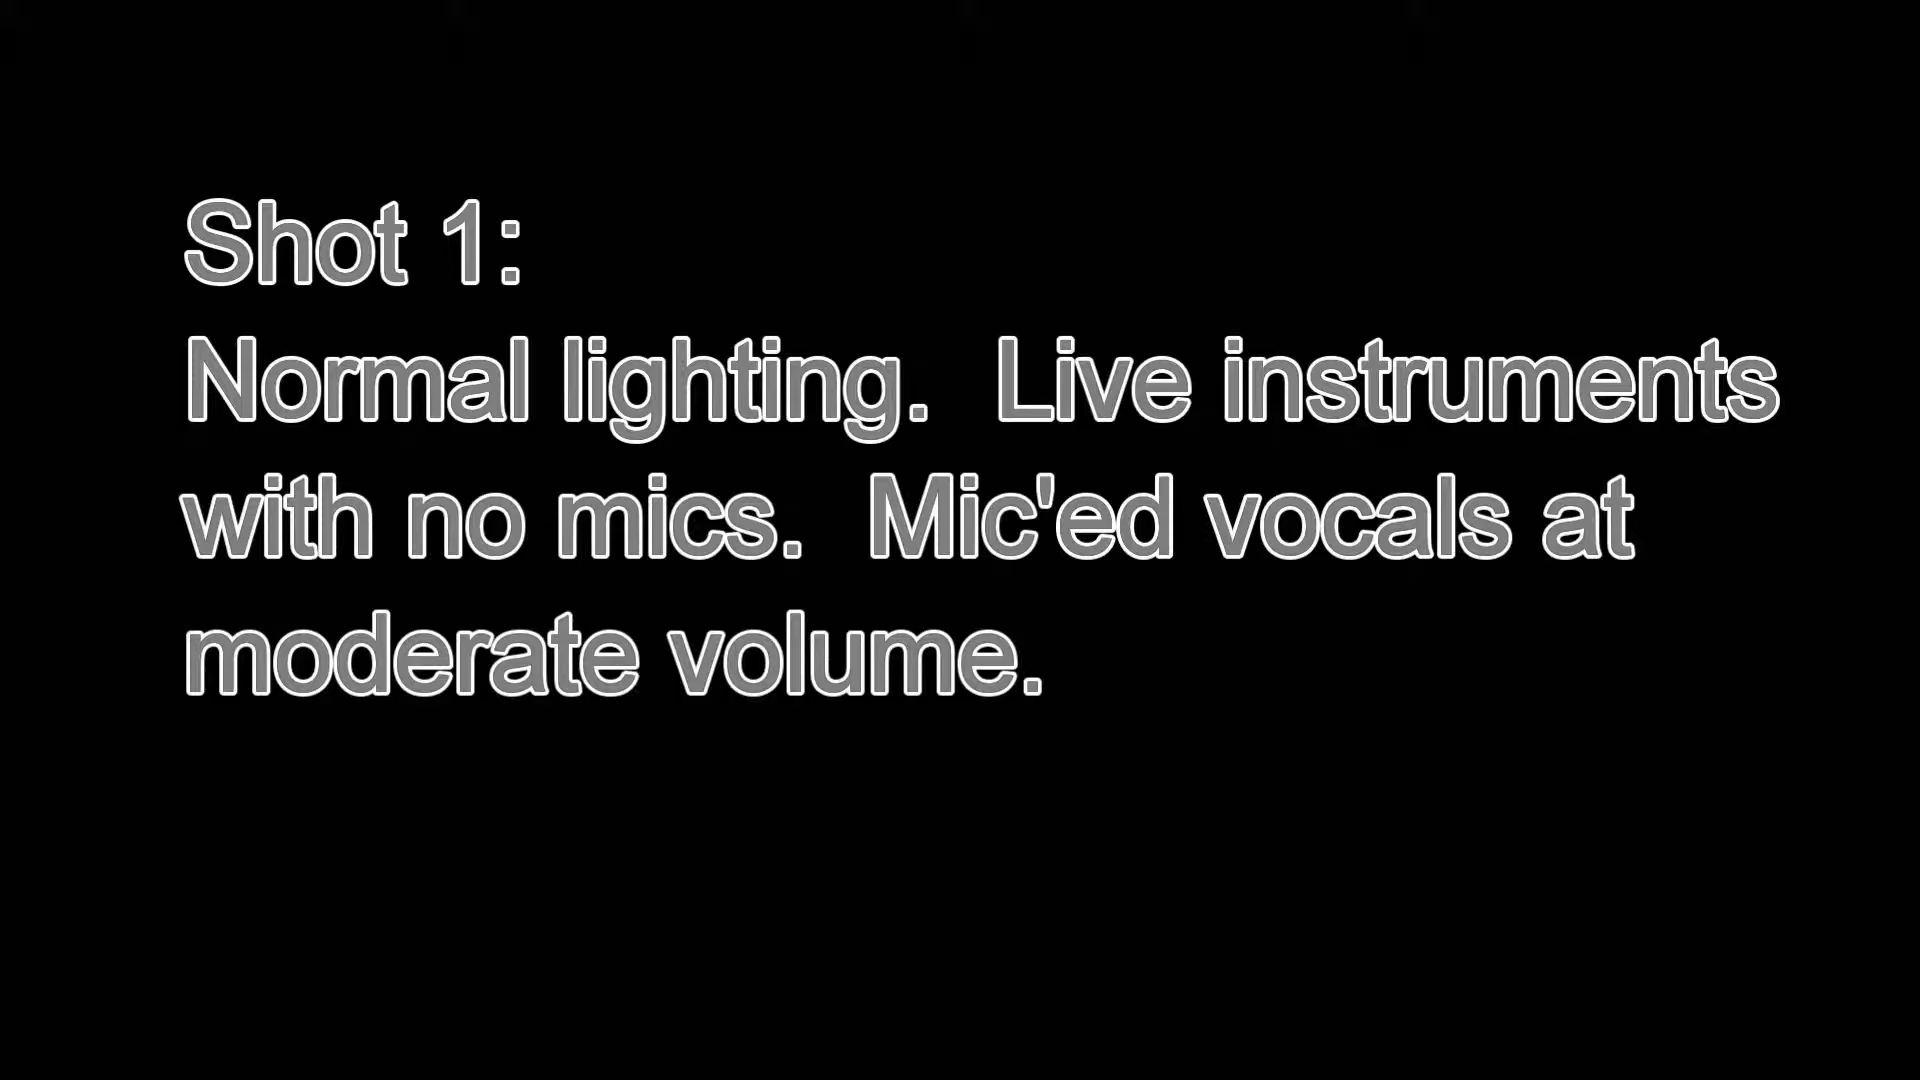 Shot 1:
Normal lighting.  Live instruments
with no mics.  Mic'ed vocals at
moderate volume.